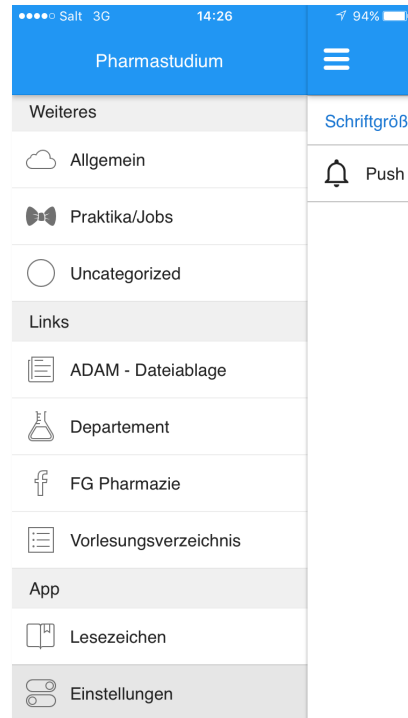 Salt 3G 14:26 94%
Pharmastudium
Weiteres
Allgemein
Praktika/Jobs
Uncategorized
Links
ADAM - Dateiablage
Departement
FG Pharmazie
Vorlesungsverzeichnis
App
Lesezeichen
Einstellungen
Schriftgröß
Push